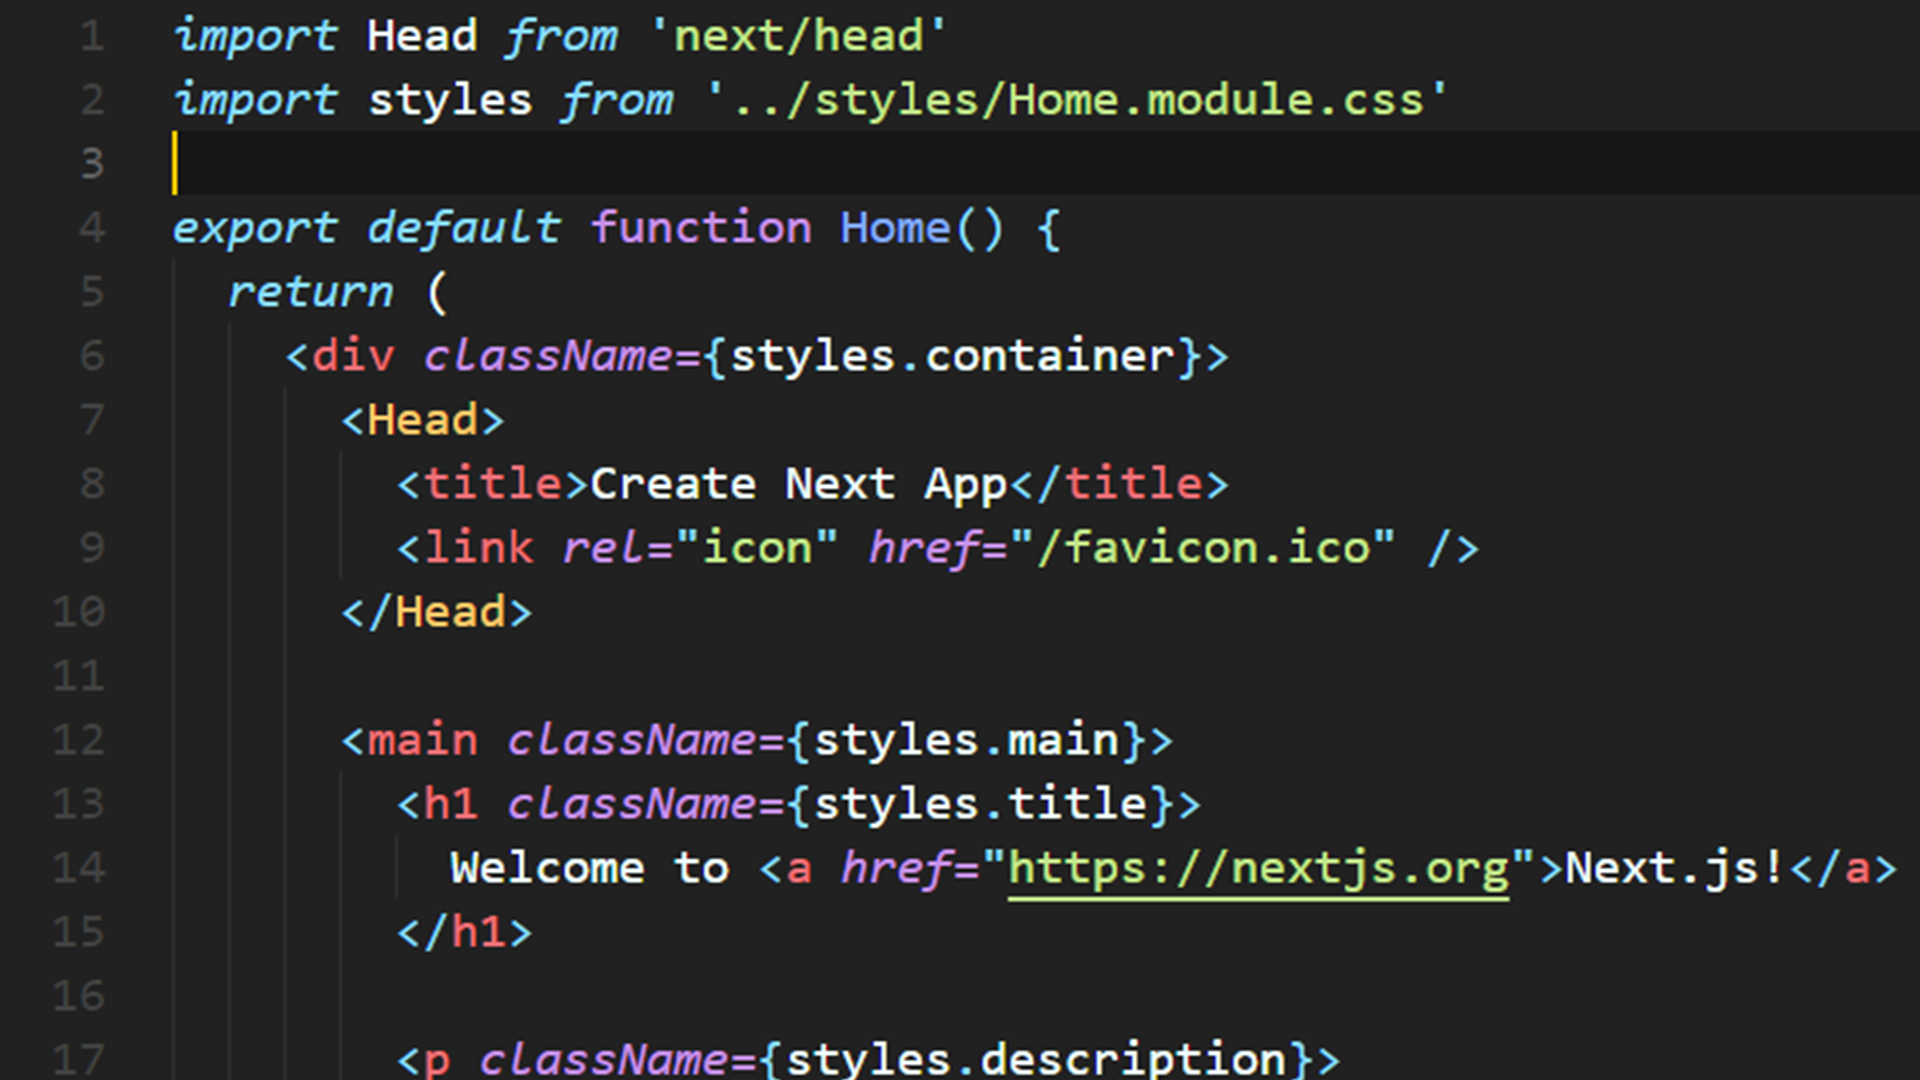 1 import Head from 'next/head'
2 import styles from '../styles/Home.module.css'
3
4 export default function Home() {
5 return (
6 <div className={styles.container}>
7 <Head>
8 <title>Create Next App</title>
9 <link rel="icon" href="/favicon.ico" />
10 </Head>
11
12 <main className={styles.main}>
13 <h1 className={styles.title}>
14 Welcome to <a href="https://nextjs.org">Next.js!</a>
15 </h1>
16
17 <p className={styles.description}>